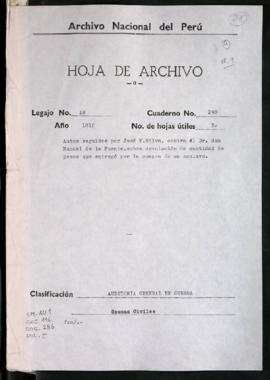 Archivo Nacional del Perú
HOJA DE ARCHIVO
Legajo No. 18
Cuaderno No. 290
Año 1812
No. de hojas útiles 5.
Autos seguidos por José V. Silva, contra el Dr. don
Manuel de la Fuente, sobre devolución de cantidad de
pesos que entregó por la compra de un esclavo.
Clasificación
AUDITORIA GENERAL DE GUERRA
Causas Civiles